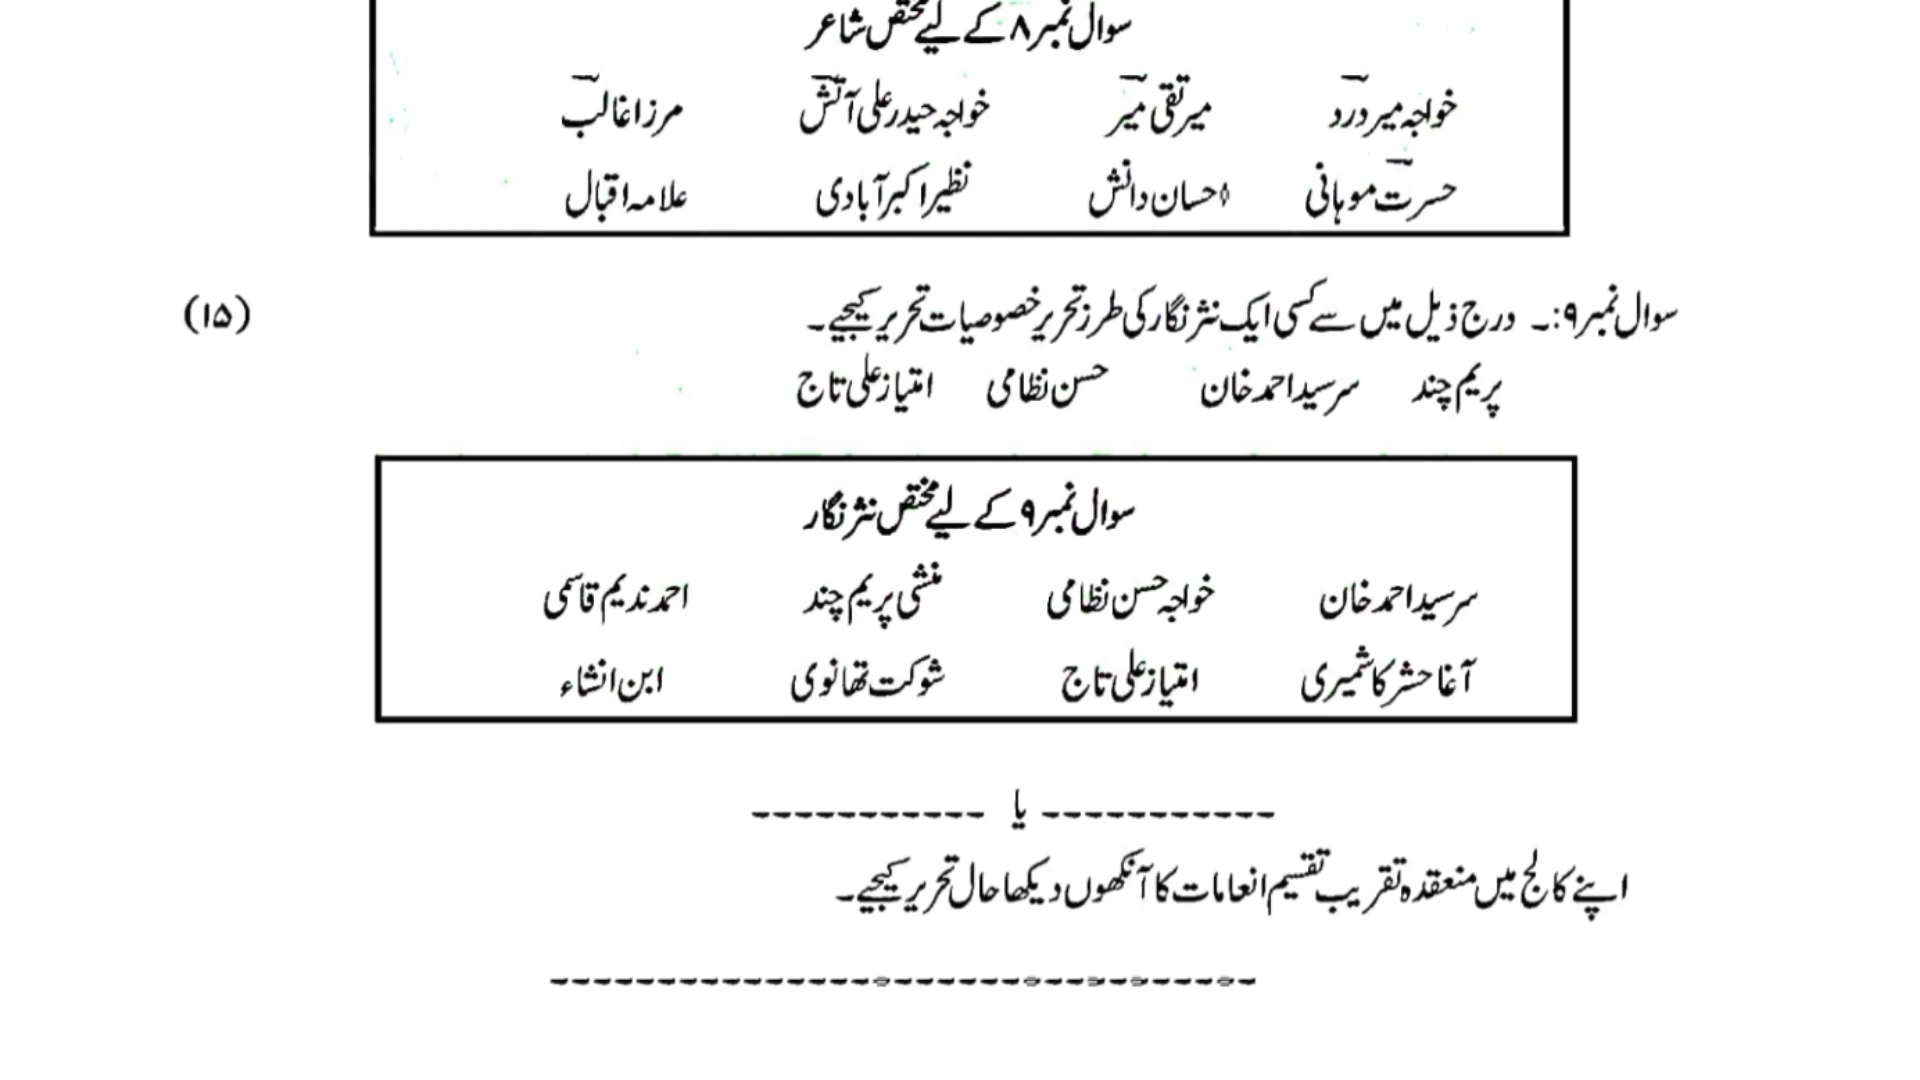 سوال نمبر ۸ کے لیے مختص شاعر
خواجہ میر درد میر تقی میر خواجہ حیدر علی آتش مرزا غالب
حسرت موہانی احسان دانش نظیر اکبر آبادی علامہ اقبال
سوال نمبر ۹:۔ درج ذیل میں سے کسی ایک نثر نگار کی طرز تحریر خصوصیات تحریر کیجیے۔ (۱۵)
پریم چند سرسید احمد خان حسن نظامی امتیاز علی تاج
سوال نمبر ۹ کے لیے مختص نثر نگار
سرسید احمد خان خواجہ حسن نظامی منشی پریم چند احمد ندیم قاسمی
آغا حشر کاشمیری امتیاز علی تاج شوکت تھانوی ابن انشاء
----------- یا -----------
اپنے کالج میں منعقدہ تقریب تقسیم انعامات کا آنکھوں دیکھا حال تحریر کیجیے۔